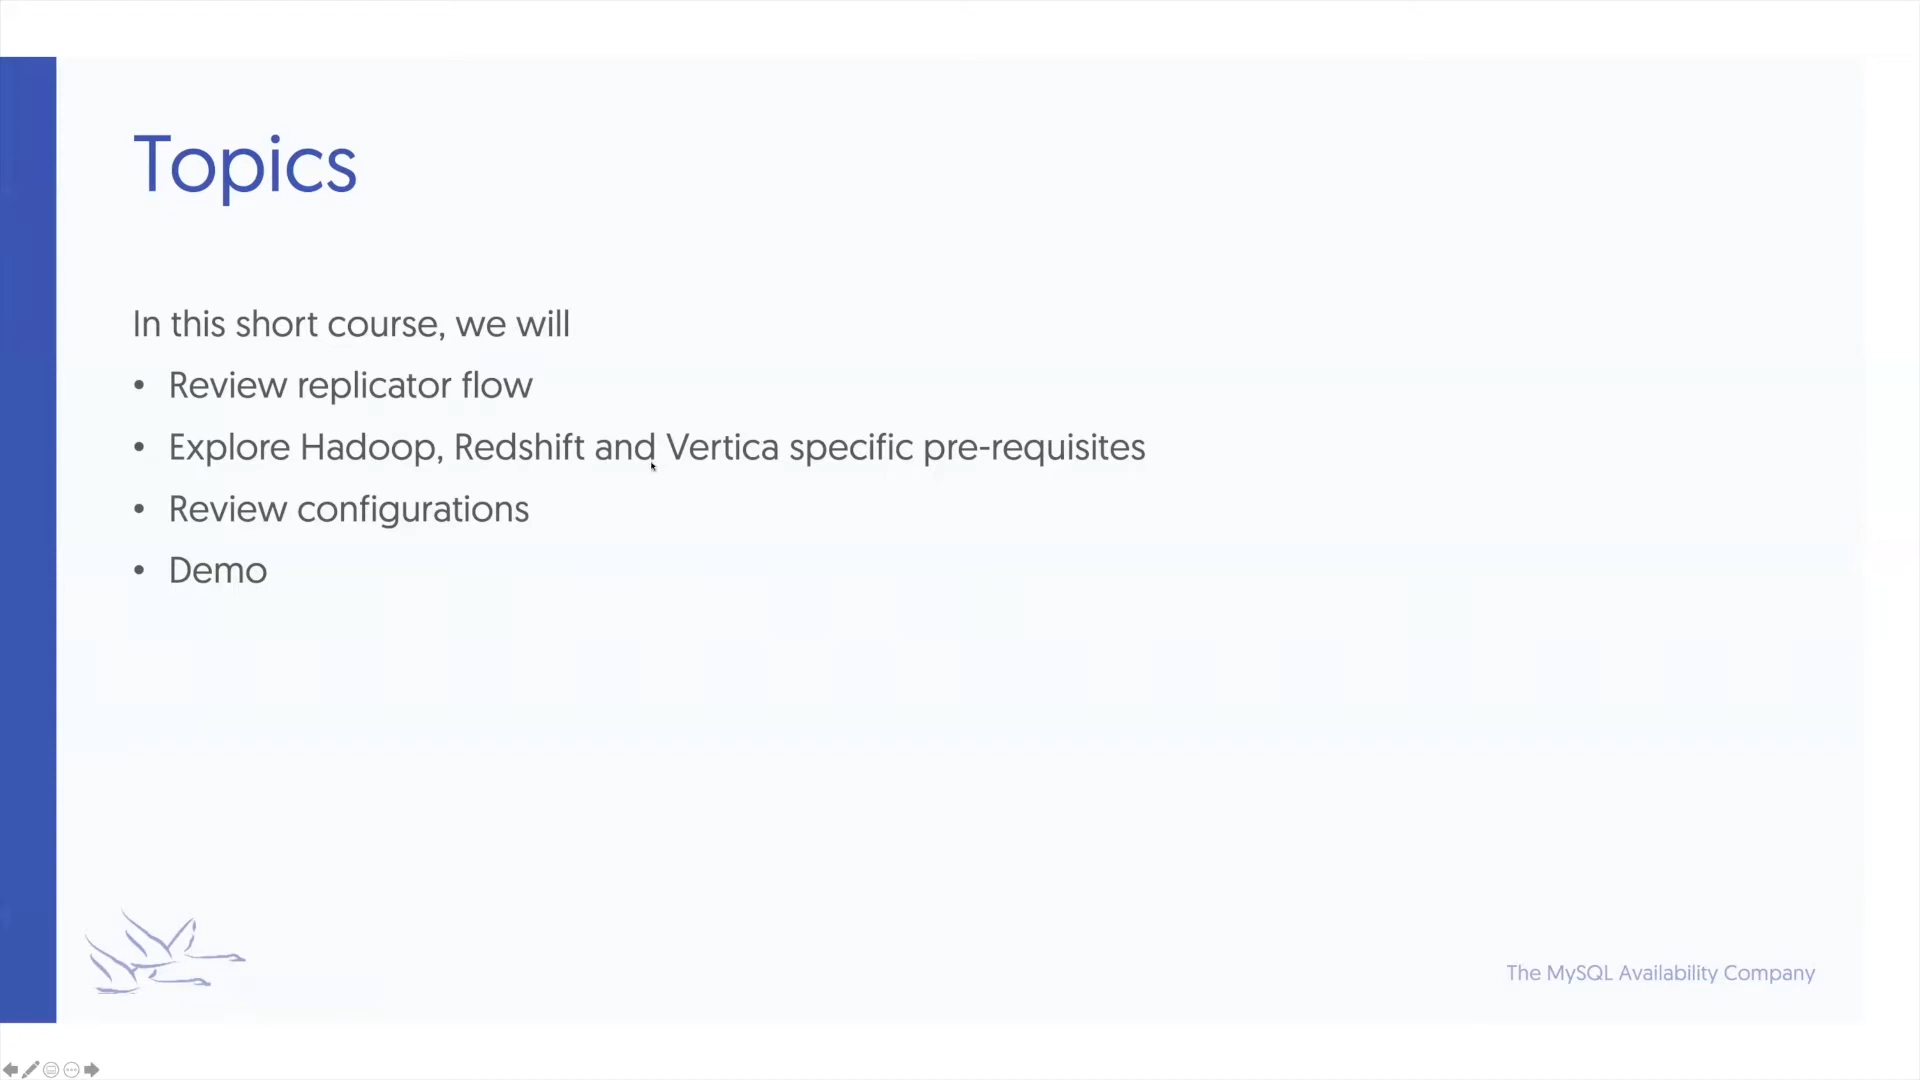 Topics
In this short course, we will
• Review replicator flow
• Explore Hadoop, Redshift and Vertica specific pre-requisites
• Review configurations
• Demo
The MySQL Availability Company